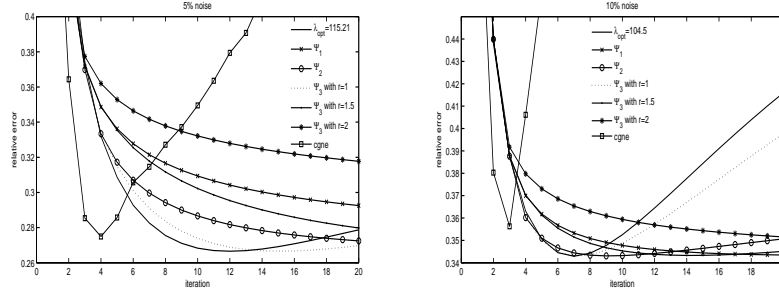 5% noise
0.4
0.38
0.36
0.34
0.32
0.3
0.28
0.26
relative error
0 2 4 6 8 10 12 14 16 18 20
iteration
λopt=115.21
Ψ1
Ψ2
Ψ3 with r=1
Ψ3 with r=1.5
Ψ3 with r=2
cgne
10% noise
0.44
0.43
0.42
0.41
0.4
0.39
0.38
0.37
0.36
0.35
0.34
relative error
2 4 6 8 10 12 14 16 18
iteration
λopt=104.5
Ψ1
Ψ2
Ψ3 with r=1
Ψ3 with r=1.5
Ψ3 with r=2
cgne